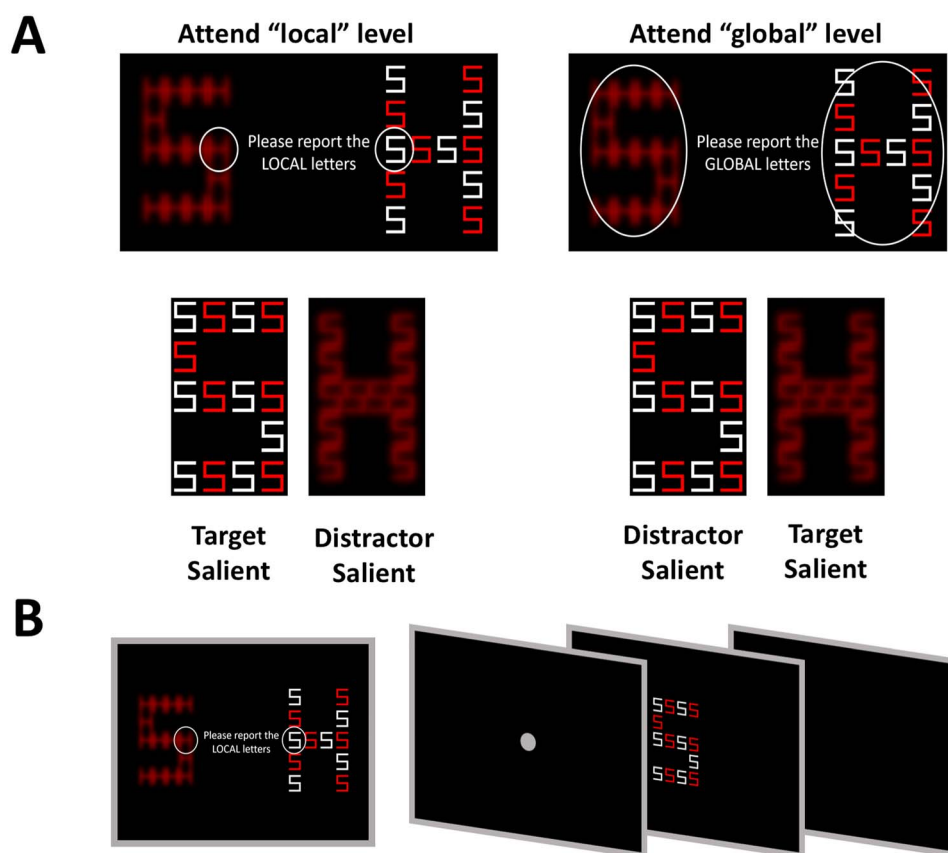 A
Attend “local” level
Attend “global” level
Please report the
LOCAL letters
Please report the
GLOBAL letters
S S
S S
S S S S
S S
S S
S S
S S
S S S S
S S
S S
S S S S
S
S S S S
S
S S S S
S S S S
S
S S S S
S
S S S S
Target
Salient
Distractor
Salient
Distractor
Salient
Target
Salient
B
Please report the
LOCAL letters
S S
S S
S S S S
S S
S S
S S S S
S
S S S S
S
S S S S